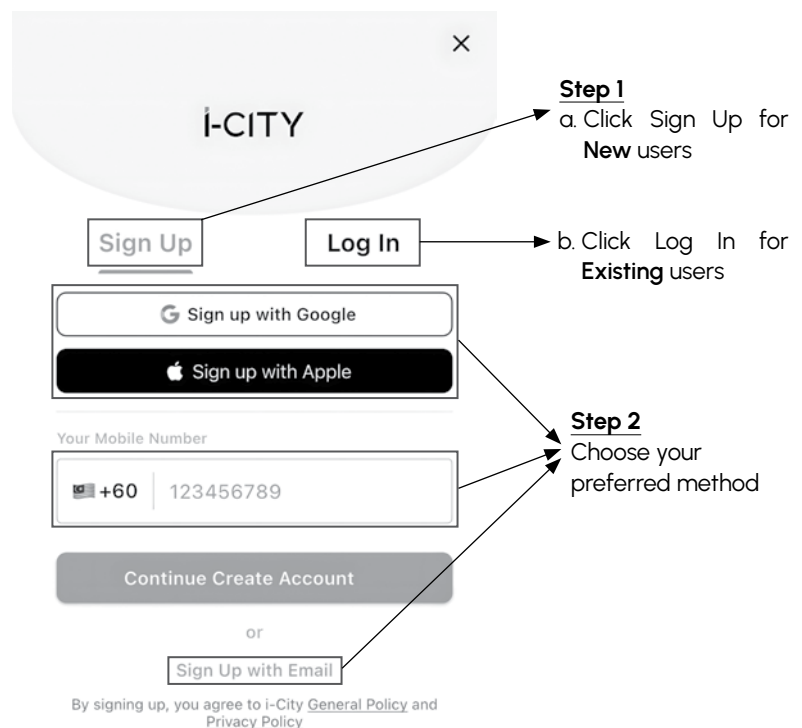 i-CITY
Step 1
a. Click Sign Up for
New users
Sign Up
Log In
b. Click Log In for
Existing users
Sign up with Google
Sign up with Apple
Your Mobile Number
+60 123456789
Step 2
Choose your
preferred method
Continue Create Account
or
Sign Up with Email
By signing up, you agree to i-City General Policy and
Privacy Policy